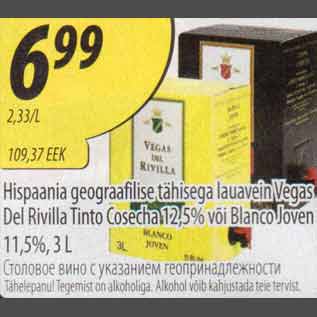 6.99
2,33/L
109,37 EEK
VEGAS
DEL
RIVILLA
BLANCO
JOVEN
3L
Hispaania geograafilise tähisega lauavein Vegas
Del Rivilla Tinto Cosecha 12,5% või Blanco Joven
11,5%, 3 L
Столовое вино с указанием геопринадлежности
Tähelepanu! Tegemist on alkoholiga. Alkohol võib kahjustada teie tervist.